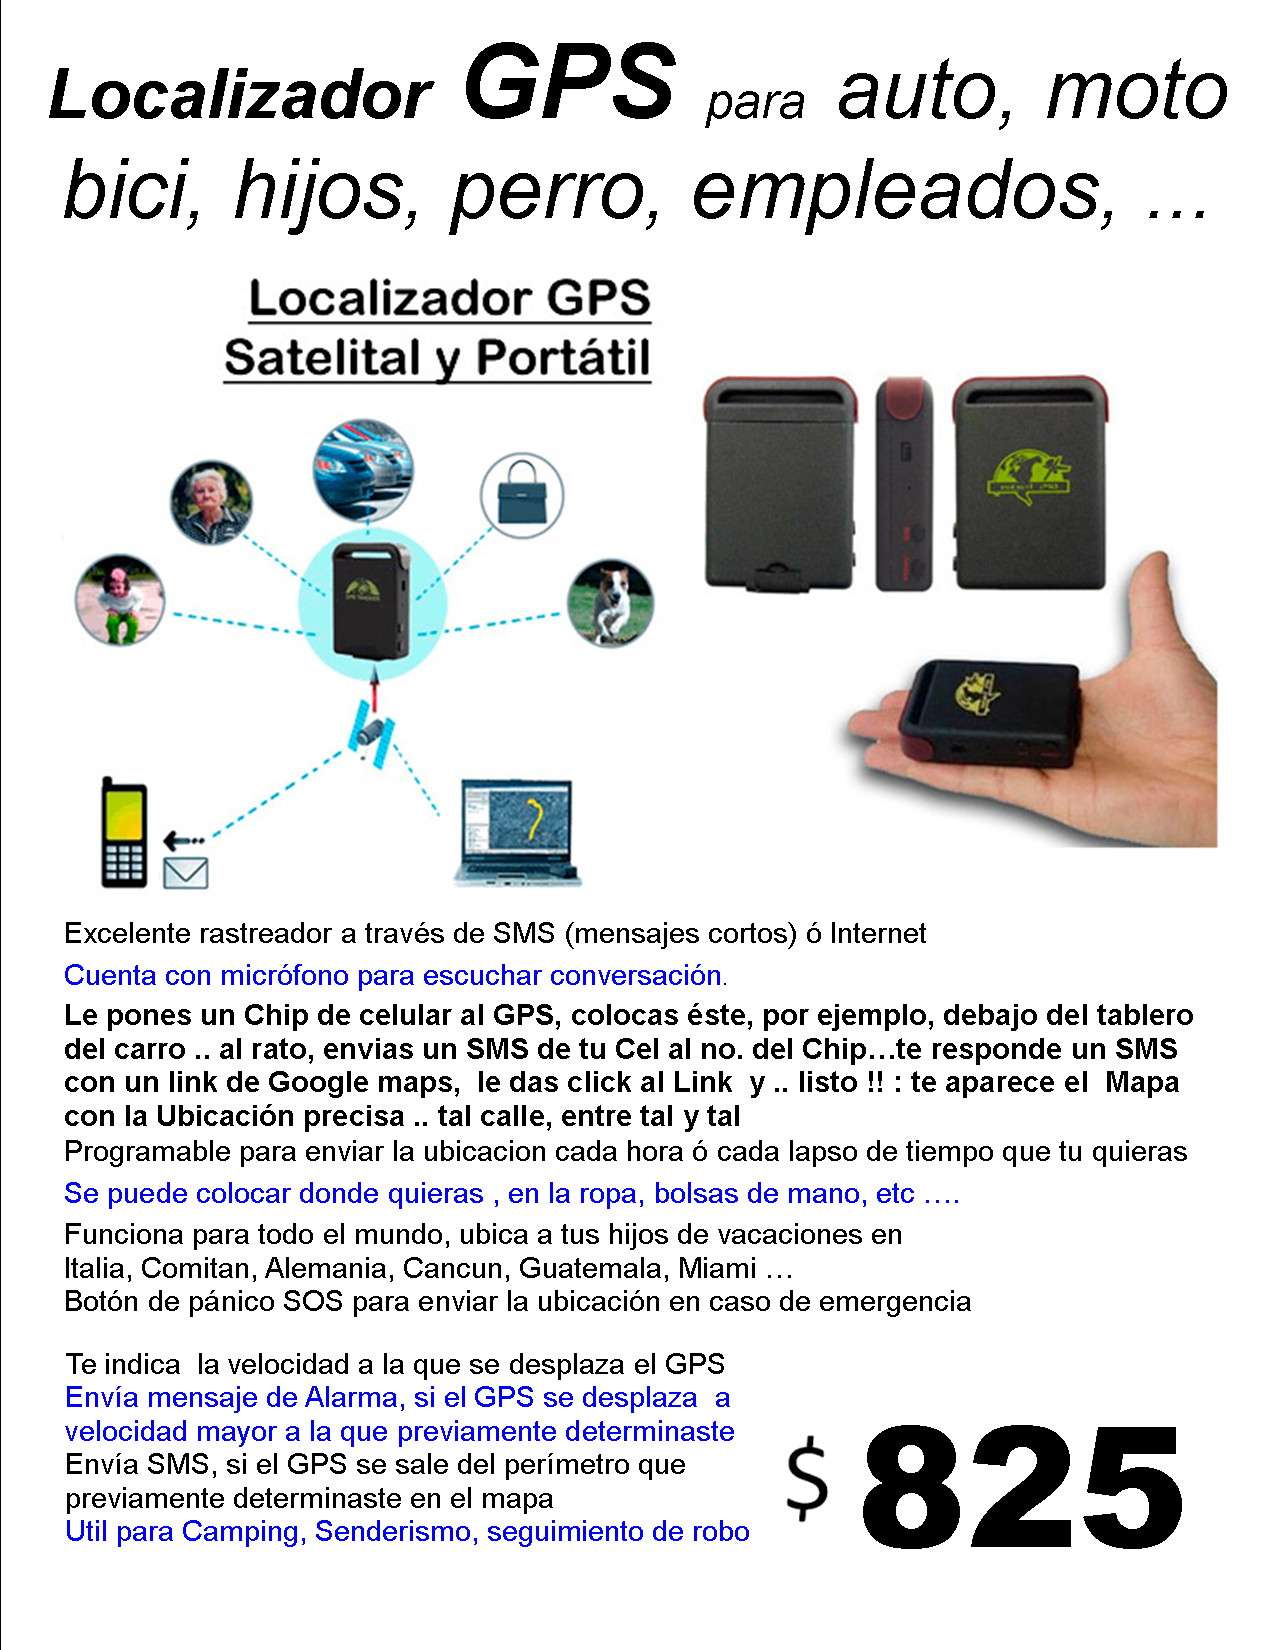 Localizador GPS para auto, moto
bici, hijos, perro, empleados, ...
Localizador GPS
Satelital y Portátil
Excelente rastreador a través de SMS (mensajes cortos) ó Internet
Cuenta con micrófono para escuchar conversación.
Le pones un Chip de celular al GPS, colocas éste, por ejemplo, debajo del tablero
del carro .. al rato, envias un SMS de tu Cel al no. del Chip…te responde un SMS
con un link de Google maps,  le das click al Link  y .. listo !! : te aparece el  Mapa
con la Ubicación precisa .. tal calle, entre tal y tal
Programable para enviar la ubicacion cada hora ó cada lapso de tiempo que tu quieras
Se puede colocar donde quieras , en la ropa, bolsas de mano, etc ….
Funciona para todo el mundo, ubica a tus hijos de vacaciones en
Italia, Comitan, Alemania, Cancun, Guatemala, Miami …
Botón de pánico SOS para enviar la ubicación en caso de emergencia
Te indica  la velocidad a la que se desplaza el GPS
Envía mensaje de Alarma, si el GPS se desplaza  a
velocidad mayor a la que previamente determinaste
Envía SMS, si el GPS se sale del perímetro que
previamente determinaste en el mapa
Util para Camping, Senderismo, seguimiento de robo
$ 825